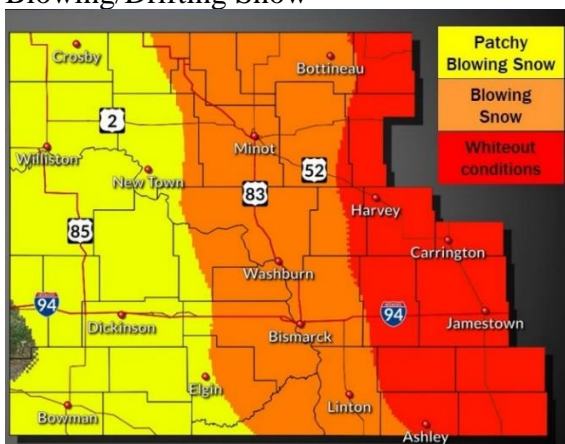 Blowing/Drifting Snow
Patchy
Blowing Snow
Blowing
Snow
Whiteout
conditions
Crosby
Bottineau
2
Minot
Williston
New Town
52
83
Harvey
85
Carrington
Washburn
94
94
Dickinson
Bismarck
Jamestown
Elgin
Linton
Bowman
Ashley